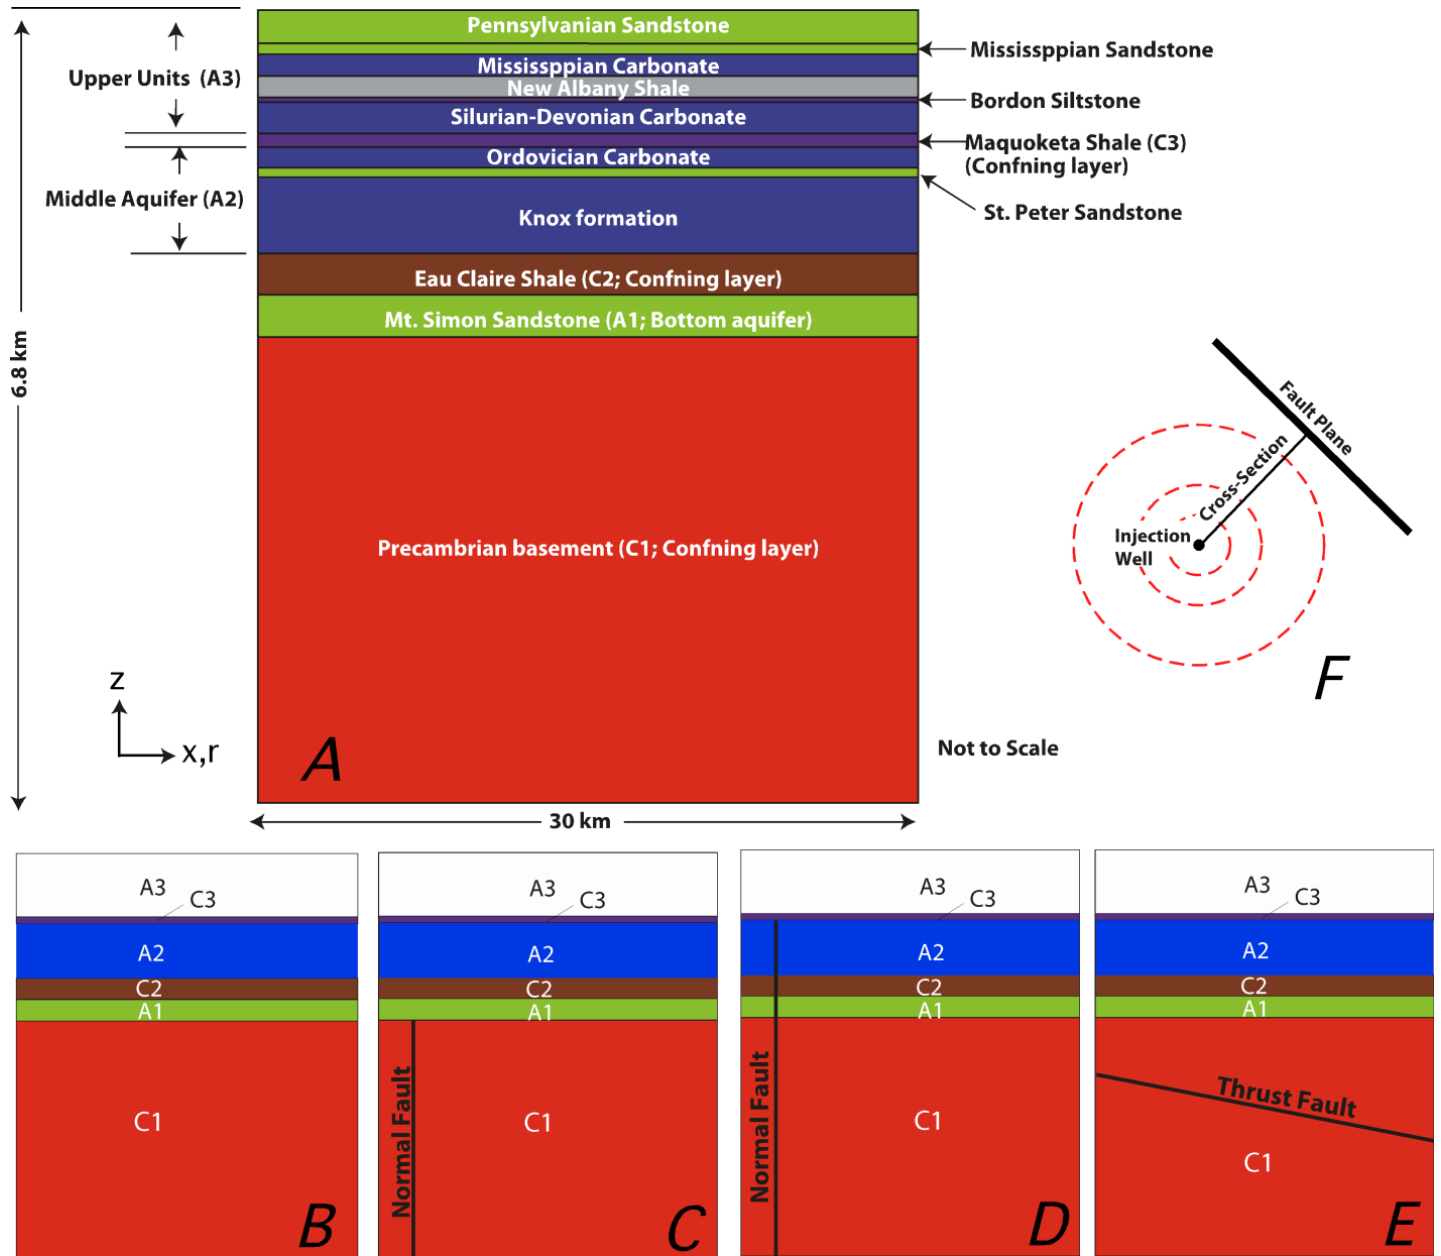 Pennsylvanian Sandstone
Mississppian Sandstone
Mississppian Carbonate
Upper Units (A3)
New Albany Shale
Bordon Siltstone
Silurian-Devonian Carbonate
Maquoketa Shale (C3)
(Confning layer)
Ordovician Carbonate
Middle Aquifer (A2)
St. Peter Sandstone
Knox formation
Eau Claire Shale (C2; Confning layer)
Mt. Simon Sandstone (A1; Bottom aquifer)
6.8 km
Precambrian basement (C1; Confning layer)
Fault Plane
Cross-Section
Injection
Well
F
z
x,r
A
Not to Scale
30 km
A3
C3
A2
C2
A1
C1
B
A3
C3
A2
C2
A1
Normal Fault
C1
C
A3
C3
A2
C2
A1
Normal Fault
C1
D
A3
C3
A2
C2
A1
Thrust Fault
C1
E